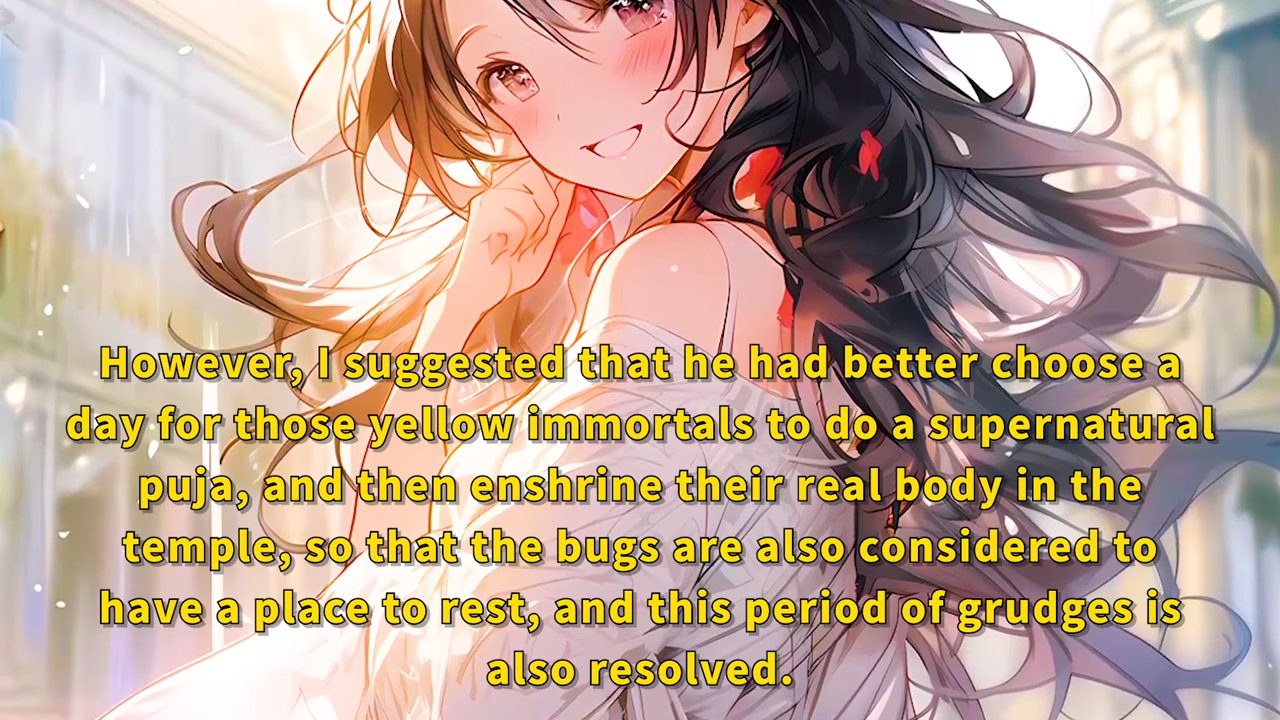 However, I suggested that he had better choose a
day for those yellow immortals to do a supernatural
puja, and then enshrine their real body in the
temple, so that the bugs are also considered to
have a place to rest, and this period of grudges is
also resolved.